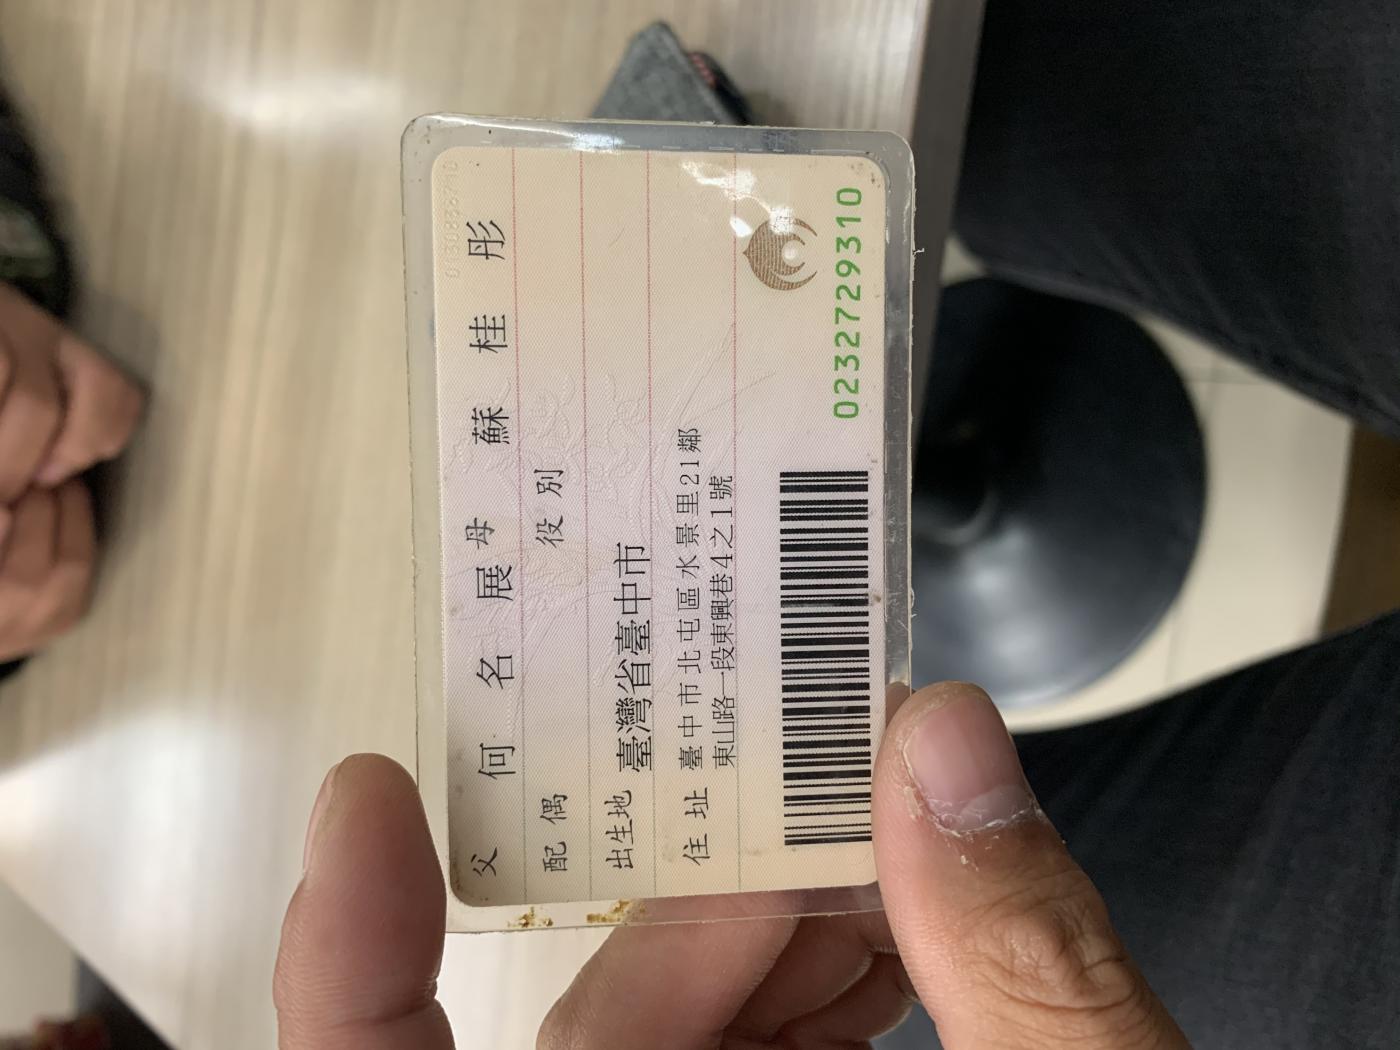 父 何名展 母 蘇桂彤
配偶 役別
出生地 臺灣省臺中市
住址 臺中市北屯區水景里21鄰
東山路一段東興巷4之1號
0232729310